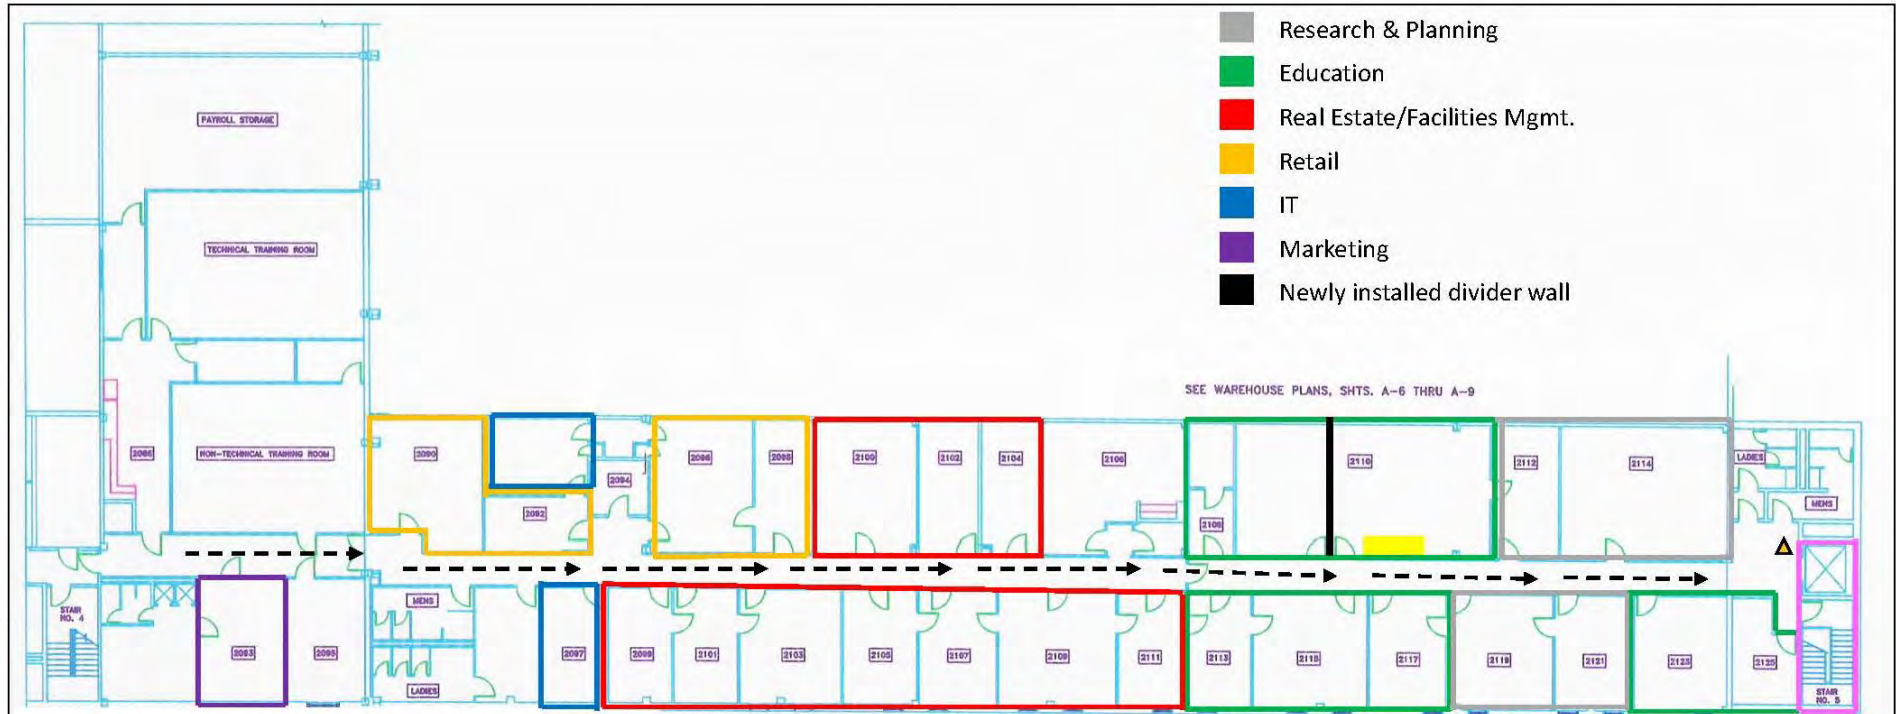 Research & Planning
Education
Real Estate/Facilities Mgmt.
Retail
IT
Marketing
Newly installed divider wall
PAYROLL STORAGE
TECHNICAL TRAINING ROOM
SEE WAREHOUSE PLANS, SHTS. A-6 THRU A-9
NON-TECHNICAL TRAINING ROOM
2090
2092
2094
2096
2098
2100
2102
2104
2106
2110
2112
2114
LADIES
MENS
STAIR
NO. 4
2093
2095
MENS
LADIES
2097
2099
2101
2103
2105
2107
2109
2111
2113
2115
2117
2119
2121
2123
2125
STAIR
NO. 5